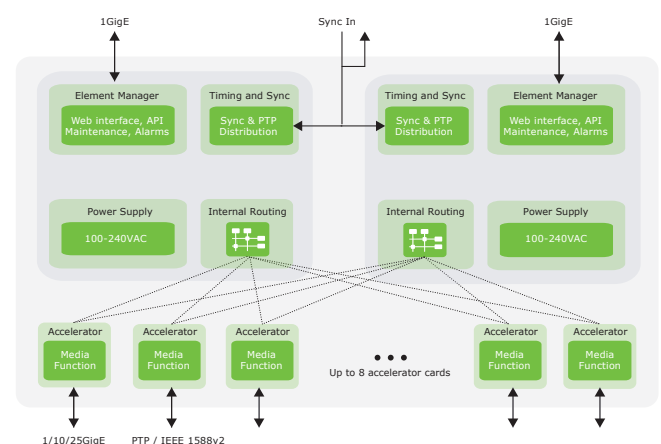 1GigE
Sync In
1GigE
Element Manager
Web interface, API
Maintenance, Alarms
Timing and Sync
Sync & PTP
Distribution
Timing and Sync
Sync & PTP
Distribution
Element Manager
Web interface, API
Maintenance, Alarms
Power Supply
100-240VAC
Internal Routing
Internal Routing
Power Supply
100-240VAC
Accelerator
Media
Function
Accelerator
Media
Function
Accelerator
Media
Function
Up to 8 accelerator cards
Accelerator
Media
Function
Accelerator
Media
Function
1/10/25GigE
PTP / IEEE 1588v2